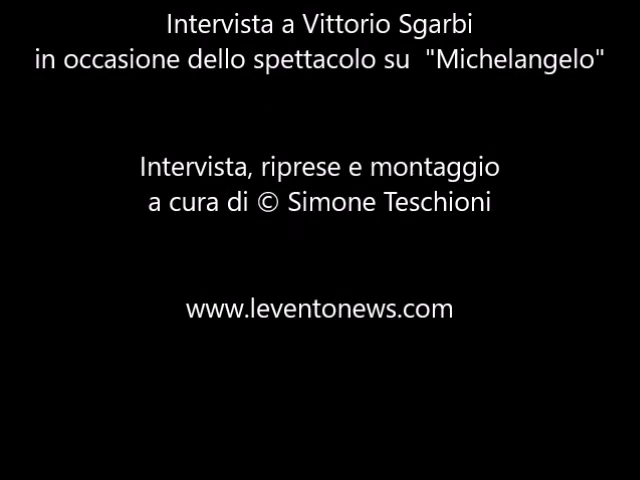 Intervista a Vittorio Sgarbi
in occasione dello spettacolo su "Michelangelo"
Intervista, riprese e montaggio
a cura di © Simone Teschioni
www.leventonews.com